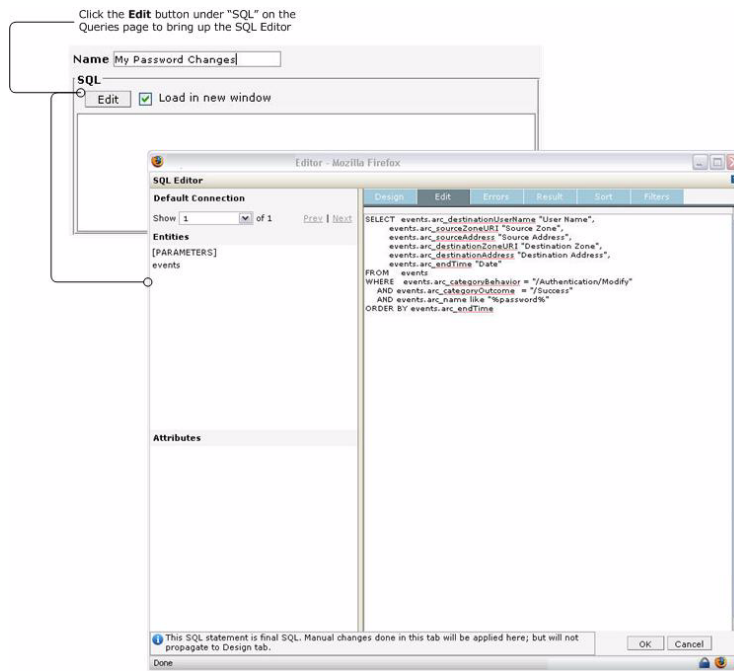 Click the Edit button under "SQL" on the
Queries page to bring up the SQL Editor
Name My Password Changes
SQL
Edit Load in new window
Editor - Mozilla Firefox
SQL Editor
Default Connection
Show 1 of 1 Prev | Next
Entities
[PARAMETERS]
events
Attributes
Design Edit Errors Result Sort Filters
SELECT events.arc_destinationUserName "User Name",
events.arc_sourceZoneURI "Source Zone",
events.arc_sourceAddress "Source Address",
events.arc_destinationZoneURI "Destination Zone",
events.arc_destinationAddress "Destination Address",
events.arc_endTime "Date"
FROM events
WHERE events.arc_categoryBehavior = "/Authentication/Modify"
AND events.arc_categoryOutcome = "/Success"
AND events.arc_name like "%password%"
ORDER BY events.arc_endTime
This SQL statement is final SQL. Manual changes done in this tab will be applied here; but will not
propagate to Design tab.
OK Cancel
Done